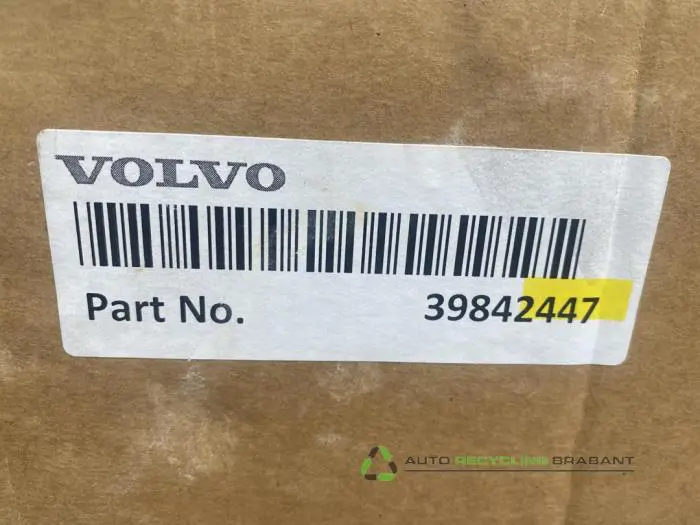 VOLVO
Part No. 39842447
AUTO RECYCLING BRABANT